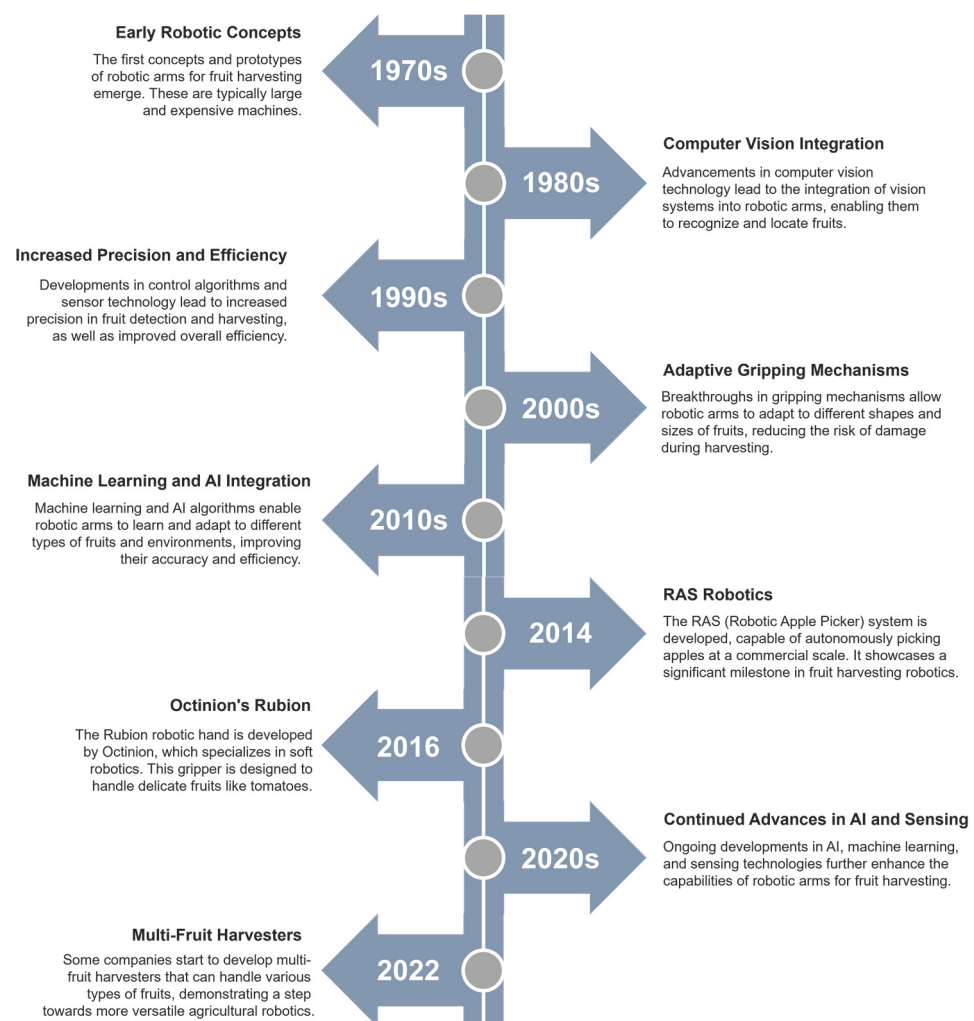 Early Robotic Concepts
The first concepts and prototypes
of robotic arms for fruit harvesting
emerge. These are typically large
and expensive machines.
1970s
1980s
Computer Vision Integration
Advancements in computer vision
technology lead to the integration of vision
systems into robotic arms, enabling them
to recognize and locate fruits.
Increased Precision and Efficiency
Developments in control algorithms and
sensor technology lead to increased
precision in fruit detection and harvesting,
as well as improved overall efficiency.
1990s
2000s
Adaptive Gripping Mechanisms
Breakthroughs in gripping mechanisms allow
robotic arms to adapt to different shapes and
sizes of fruits, reducing the risk of damage
during harvesting.
Machine Learning and AI Integration
Machine learning and AI algorithms enable
robotic arms to learn and adapt to different
types of fruits and environments, improving
their accuracy and efficiency.
2010s
2014
RAS Robotics
The RAS (Robotic Apple Picker) system is
developed, capable of autonomously picking
apples at a commercial scale. It showcases a
significant milestone in fruit harvesting robotics.
Octinion's Rubion
The Rubion robotic hand is developed
by Octinion, which specializes in soft
robotics. This gripper is designed to
handle delicate fruits like tomatoes.
2016
2020s
Continued Advances in AI and Sensing
Ongoing developments in AI, machine learning,
and sensing technologies further enhance the
capabilities of robotic arms for fruit harvesting.
Multi-Fruit Harvesters
Some companies start to develop multi-
fruit harvesters that can handle various
types of fruits, demonstrating a step
towards more versatile agricultural robotics.
2022